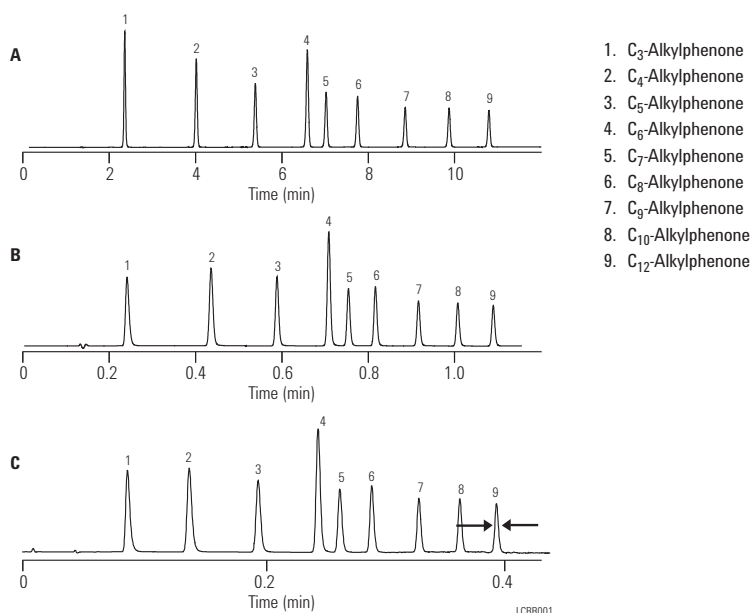 A
1
2
3
4
5
6
7
8
9
0
2
4
6
8
10
Time (min)
B
1
2
3
4
5
6
7
8
9
0
0.2
0.4
0.6
0.8
1.0
Time (min)
C
1
2
3
4
5
6
7
8
9
0
0.2
0.4
Time (min)
LCRR001
1. C₃-Alkylphenone
2. C₄-Alkylphenone
3. C₅-Alkylphenone
4. C₆-Alkylphenone
5. C₇-Alkylphenone
6. C₈-Alkylphenone
7. C₉-Alkylphenone
8. C₁₀-Alkylphenone
9. C₁₂-Alkylphenone